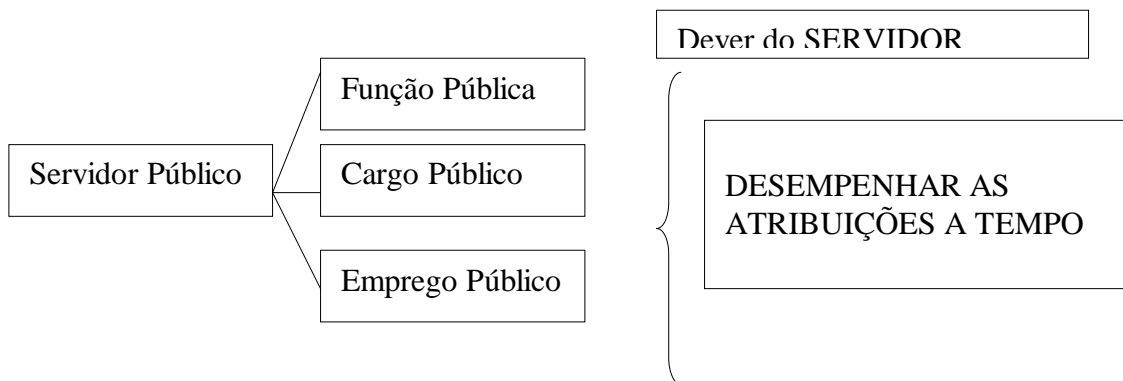 Dever do SERVIDOR
Função Pública
Servidor Público
Cargo Público
Emprego Público
DESEMPENHAR AS
ATRIBUIÇÕES A TEMPO